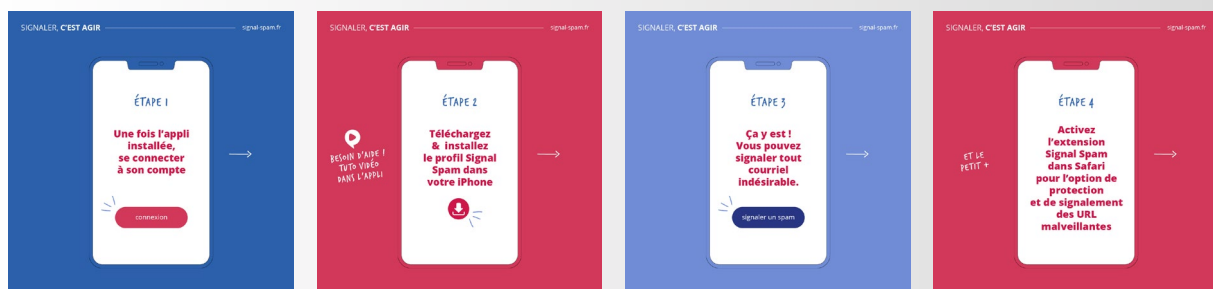 SIGNALER, C'EST AGIR
signal-spam.fr
ÉTAPE 1
Une fois l'appli
installée,
se connecter
à son compte
connexion
SIGNALER, C'EST AGIR
signal-spam.fr
BESOIN D'AIDE !
TUTO VIDÉO
DANS L'APPLI
ÉTAPE 2
Téléchargez
& installez
le profil Signal
Spam dans
votre iPhone
SIGNALER, C'EST AGIR
signal-spam.fr
ÉTAPE 3
Ça y est !
Vous pouvez
signaler tout
courriel
indésirable.
signaler un spam
SIGNALER, C'EST AGIR
signal-spam.fr
ET LE
PETIT +
ÉTAPE 4
Activez
l'extension
Signal Spam
dans Safari
pour l'option de
protection
et de signalement
des URL
malveillantes